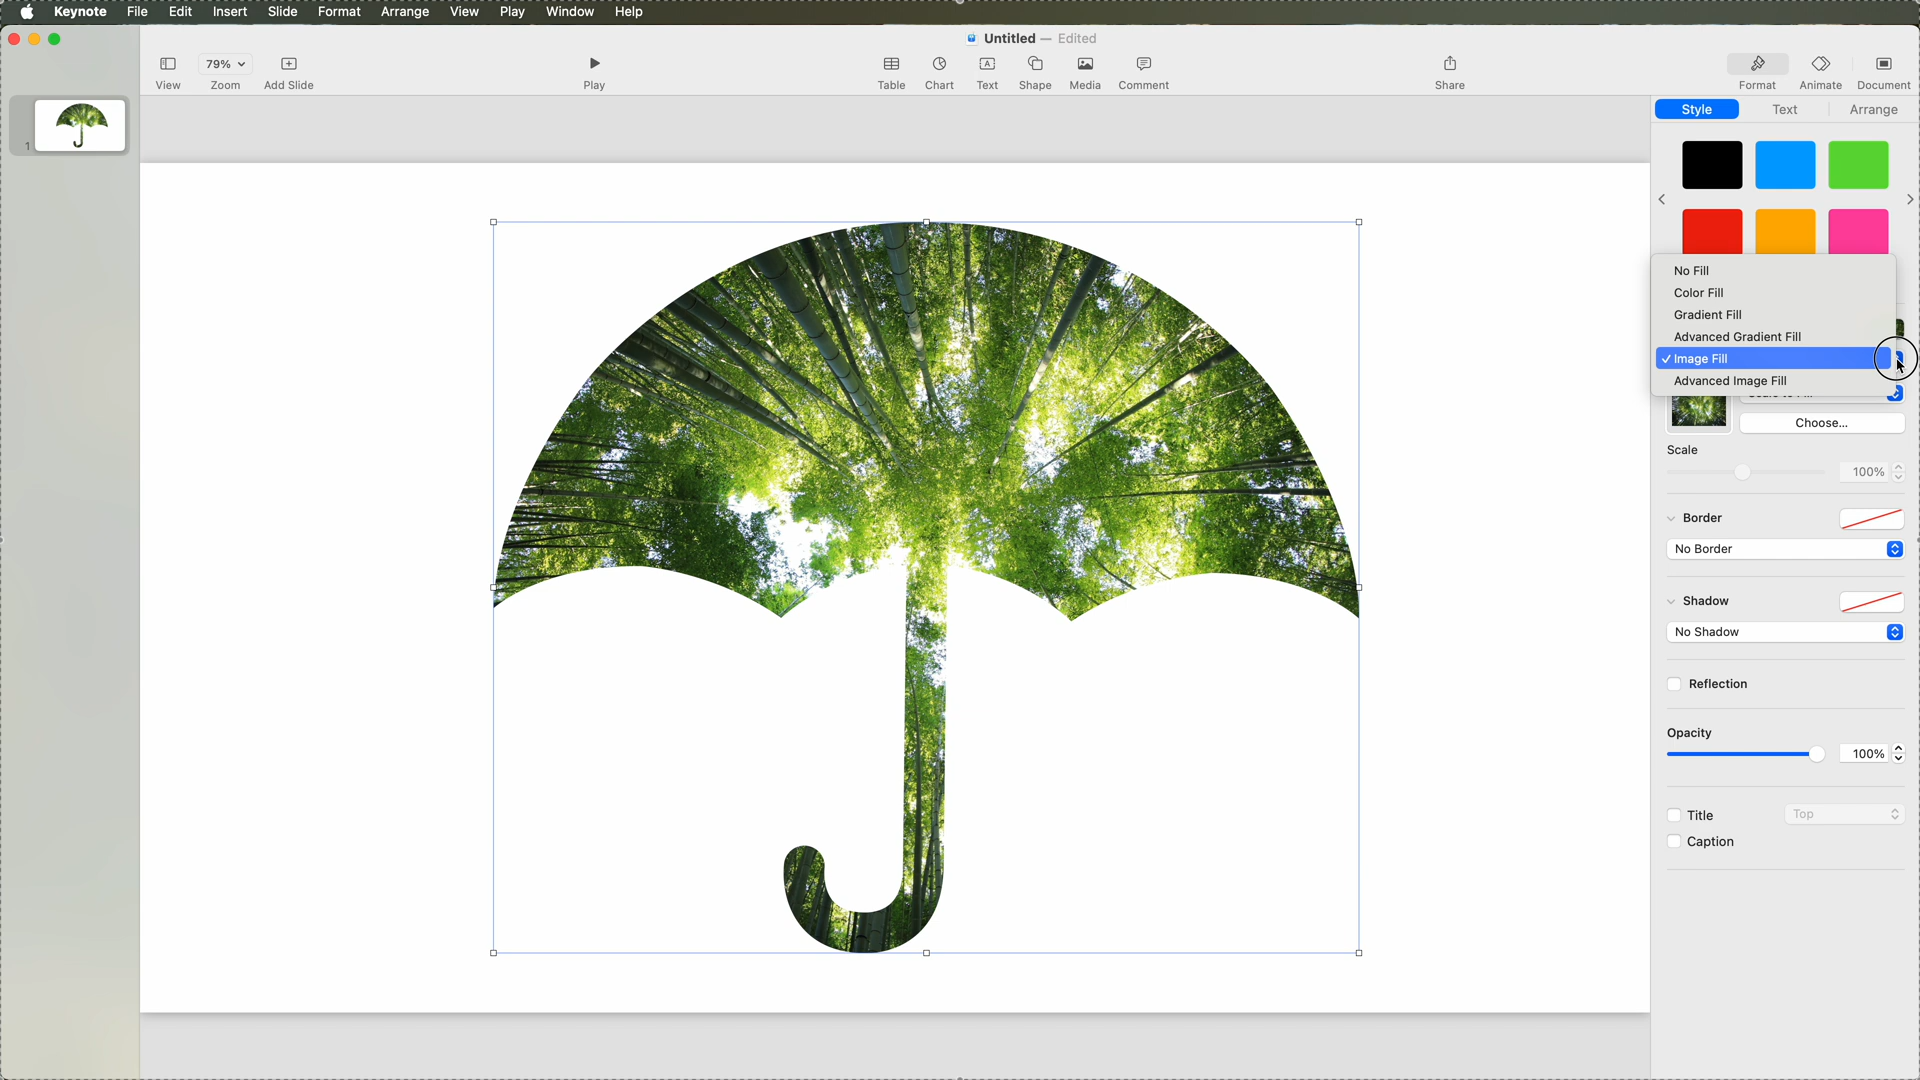 Keynote File Edit Insert Slide Format Arrange View Play Window Help
Untitled — Edited
79%
View Zoom Add Slide Play Table Chart Text Shape Media Comment Share Format Animate Document
1
Style Text Arrange
No Fill
Color Fill
Gradient Fill
Advanced Gradient Fill
✓ Image Fill
Advanced Image Fill
Choose...
Scale
100%
Border
No Border
Shadow
No Shadow
Reflection
Opacity
100%
Title Top
Caption